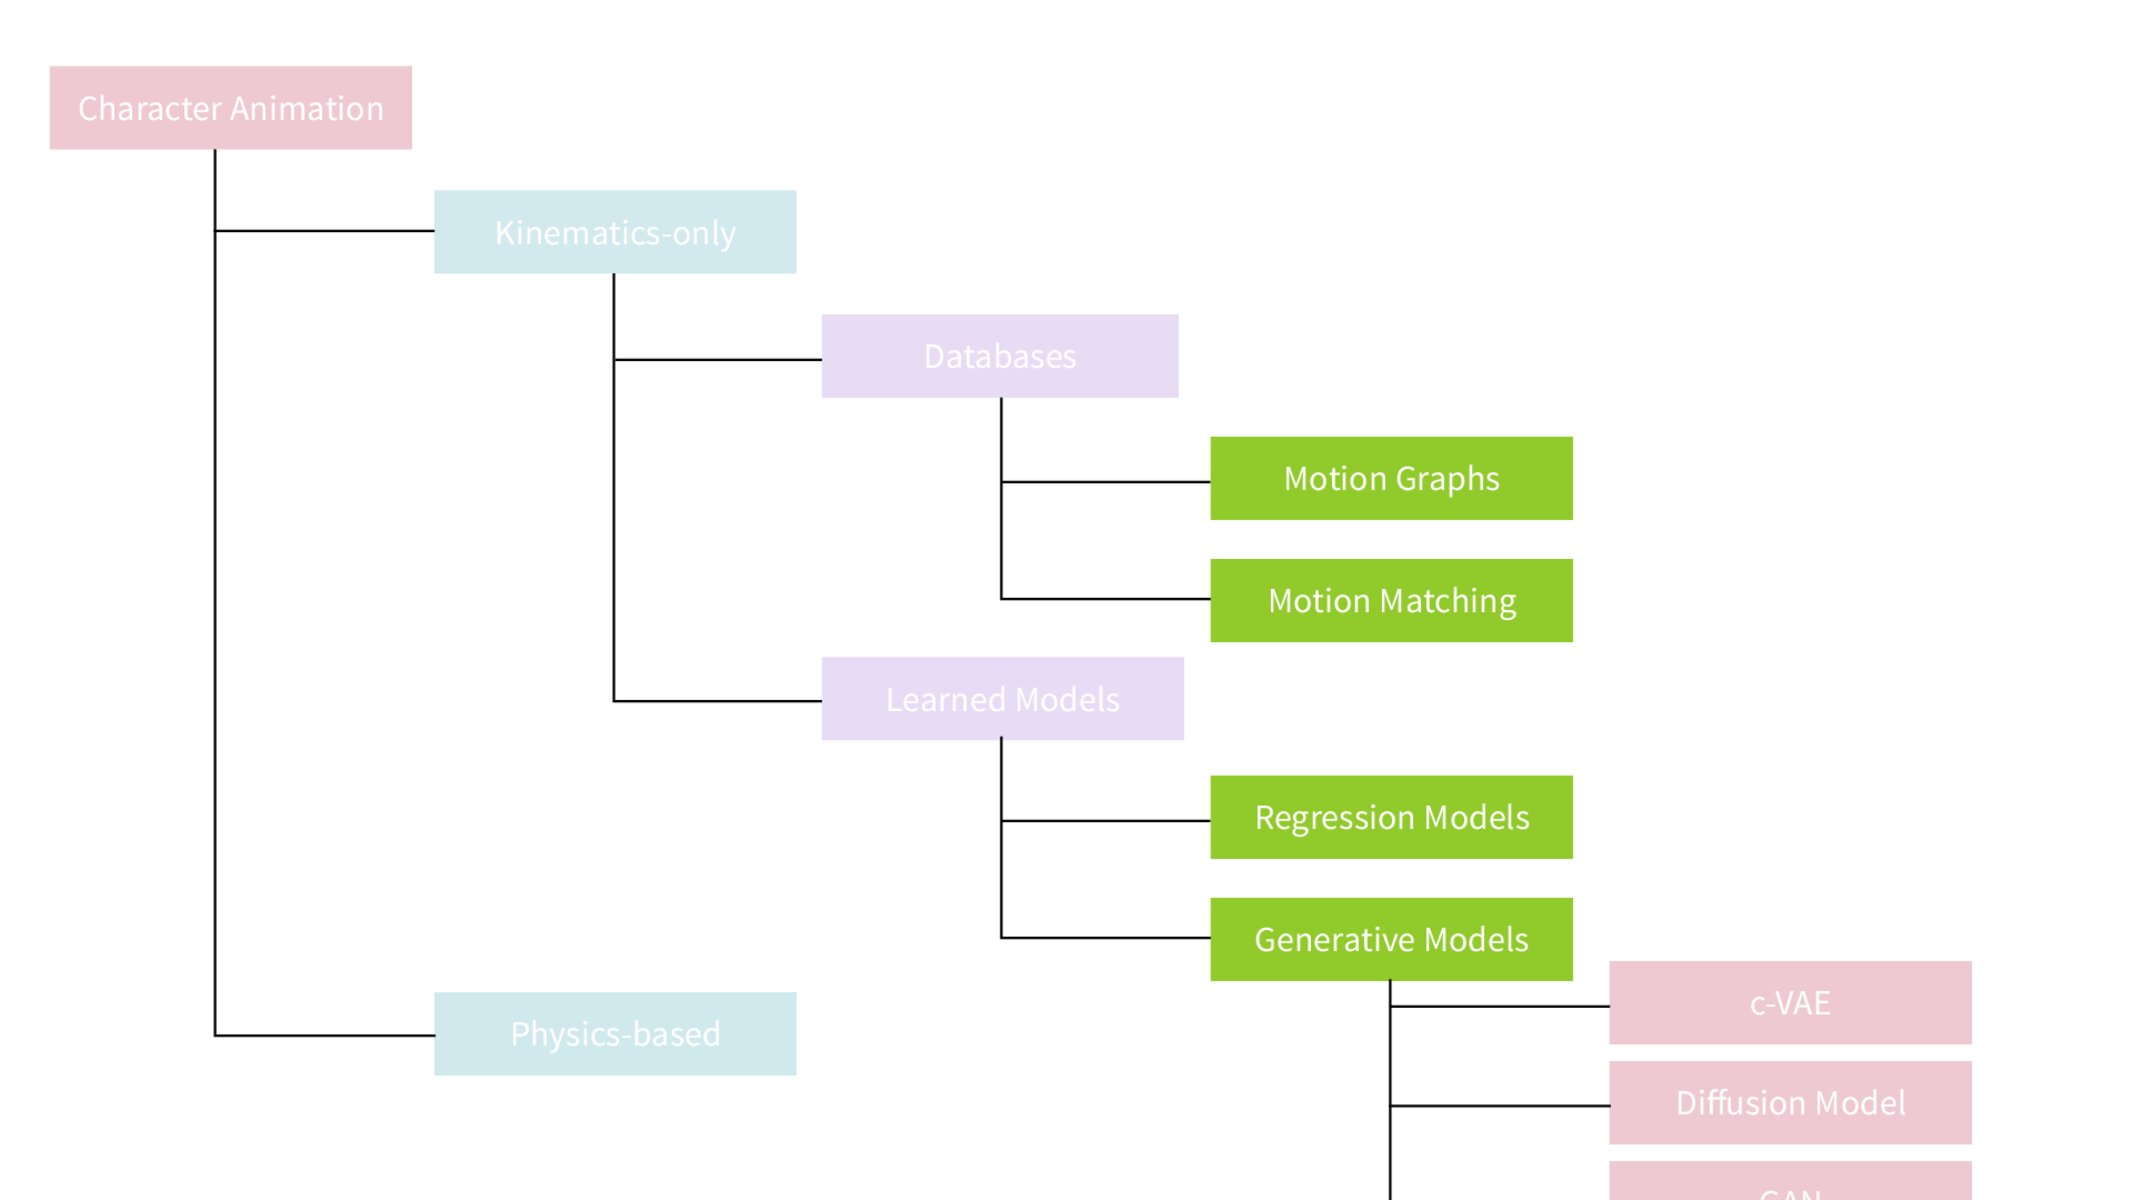 Character Animation
Kinematics-only
Databases
Motion Graphs
Motion Matching
Learned Models
Regression Models
Generative Models
c-VAE
Physics-based
Diffusion Model
GAN